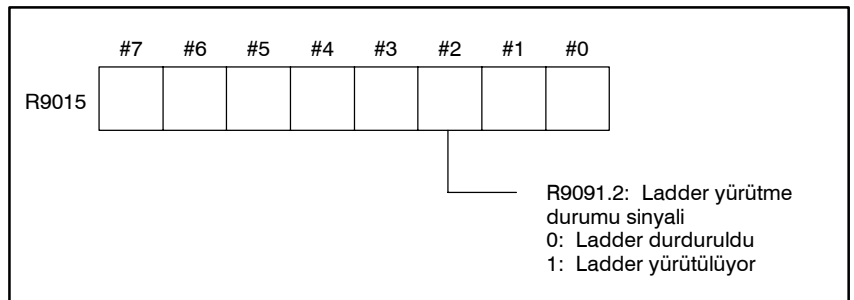 #7 #6 #5 #4 #3 #2 #1 #0
R9015
R9091.2: Ladder yürütme
durumu sinyali
0: Ladder durduruldu
1: Ladder yürütülüyor